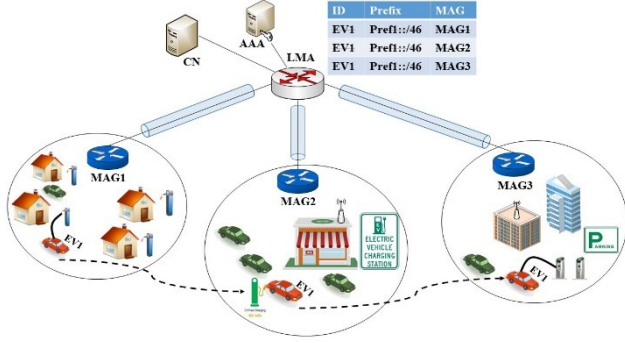 ID Prefix MAG
EV1 Pref1::/46 MAG1
EV1 Pref1::/46 MAG2
EV1 Pref1::/46 MAG3
CN
AAA
LMA
MAG1
MAG2
MAG3
EV1
ELECTRIC
VEHICLE
CHARGING
STATION
EV1
PARKING
EV1